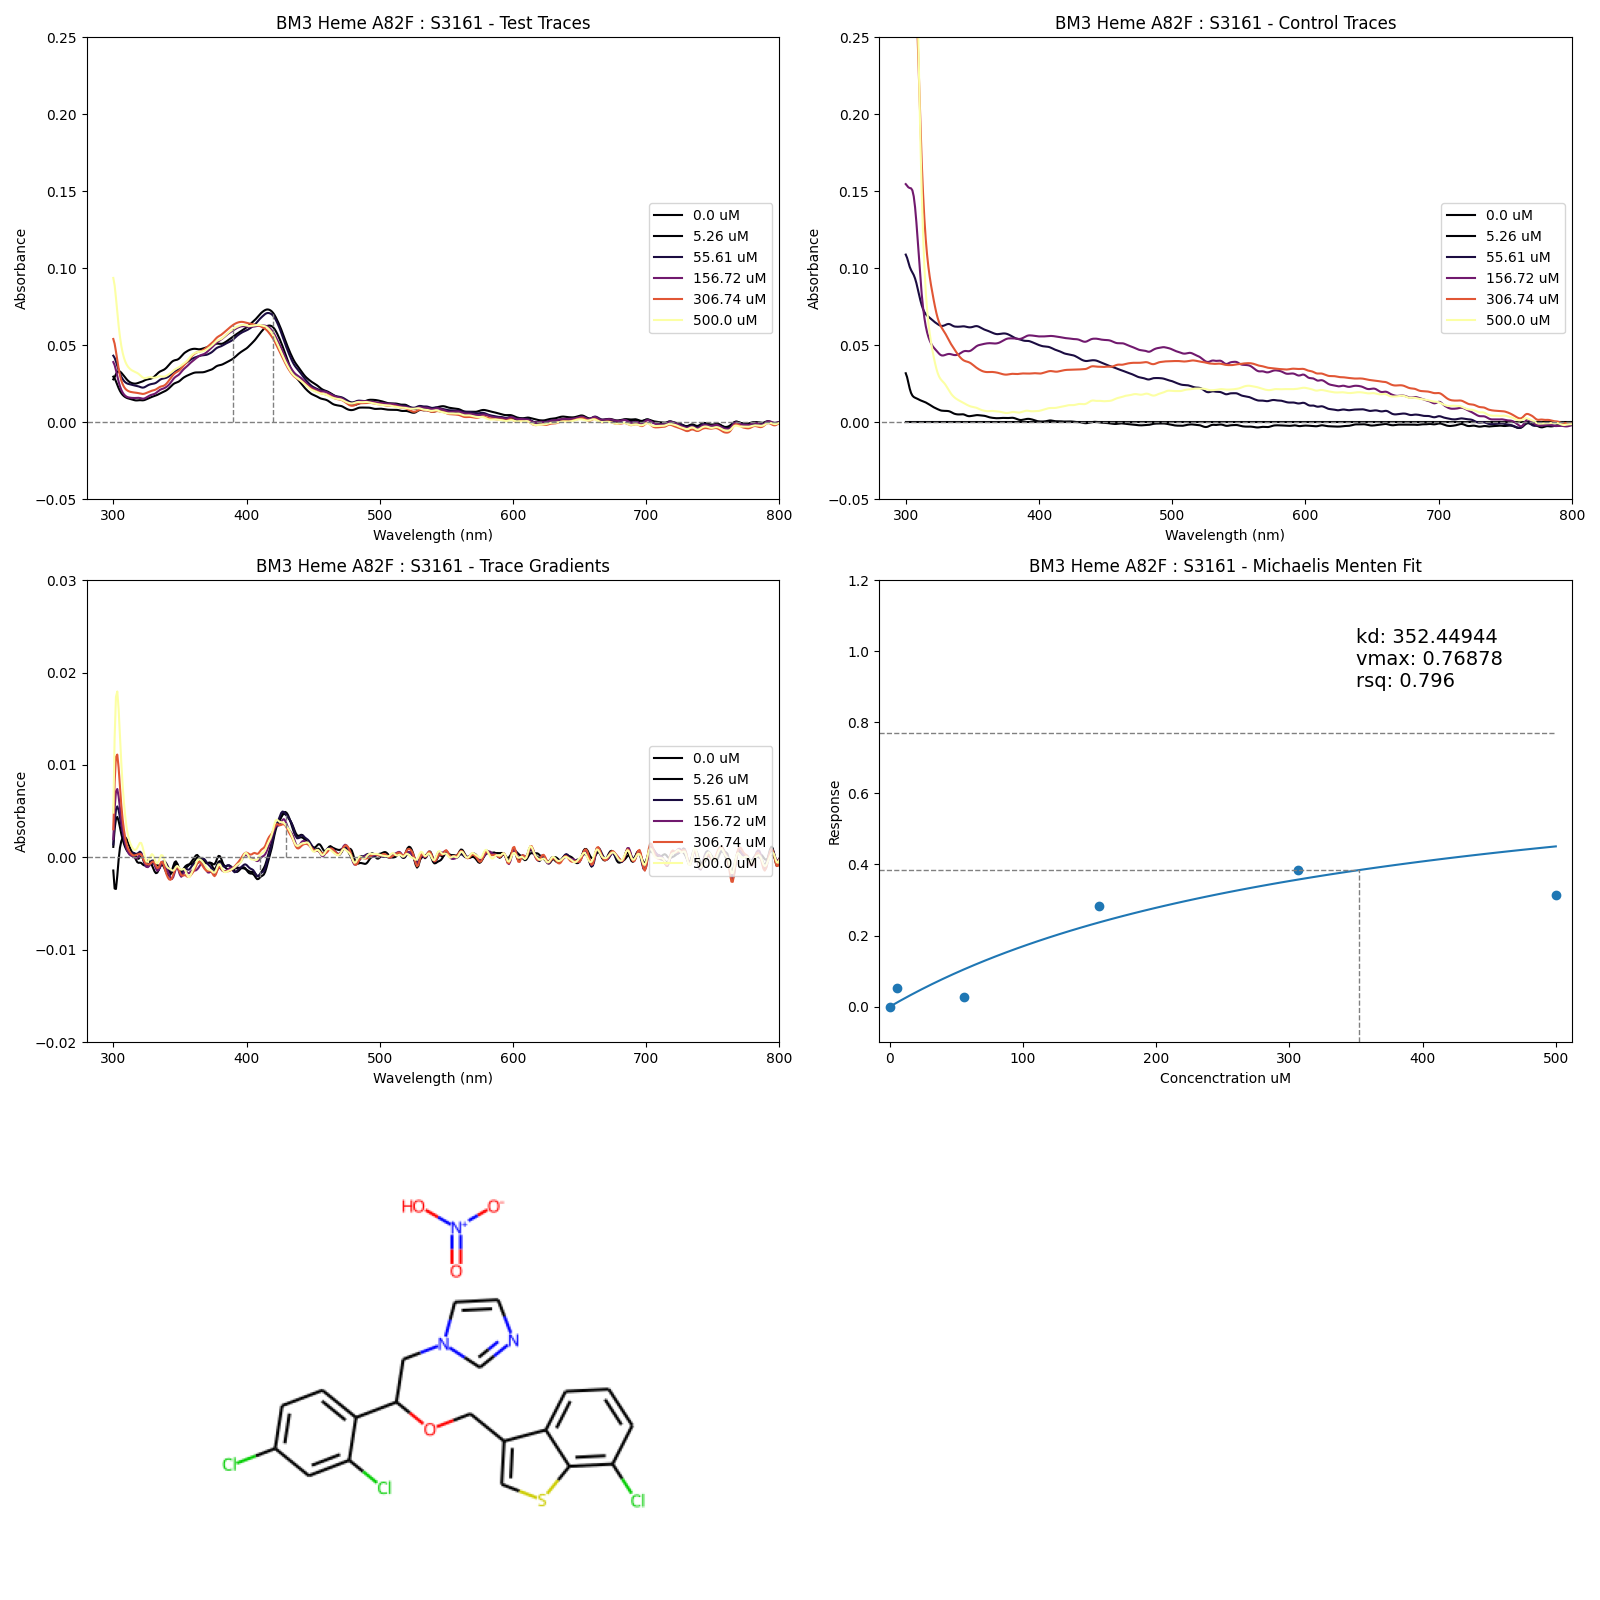 BM3 Heme A82F : S3161 - Test Traces
0.25
0.20
0.15
0.10
0.05
0.00
−0.05
Absorbance
300 400 500 600 700 800
Wavelength (nm)
0.0 uM
5.26 uM
55.61 uM
156.72 uM
306.74 uM
500.0 uM
BM3 Heme A82F : S3161 - Control Traces
0.25
0.20
0.15
0.10
0.05
0.00
−0.05
Absorbance
300 400 500 600 700 800
Wavelength (nm)
0.0 uM
5.26 uM
55.61 uM
156.72 uM
306.74 uM
500.0 uM
BM3 Heme A82F : S3161 - Trace Gradients
0.03
0.02
0.01
0.00
−0.01
−0.02
Absorbance
300 400 500 600 700 800
Wavelength (nm)
0.0 uM
5.26 uM
55.61 uM
156.72 uM
306.74 uM
500.0 uM
BM3 Heme A82F : S3161 - Michaelis Menten Fit
1.2
1.0
0.8
0.6
0.4
0.2
0.0
Response
0 100 200 300 400 500
Concenctration uM
kd: 352.44944
vmax: 0.76878
rsq: 0.796
HO O-
N+
O
N N
O
Cl
Cl
S Cl